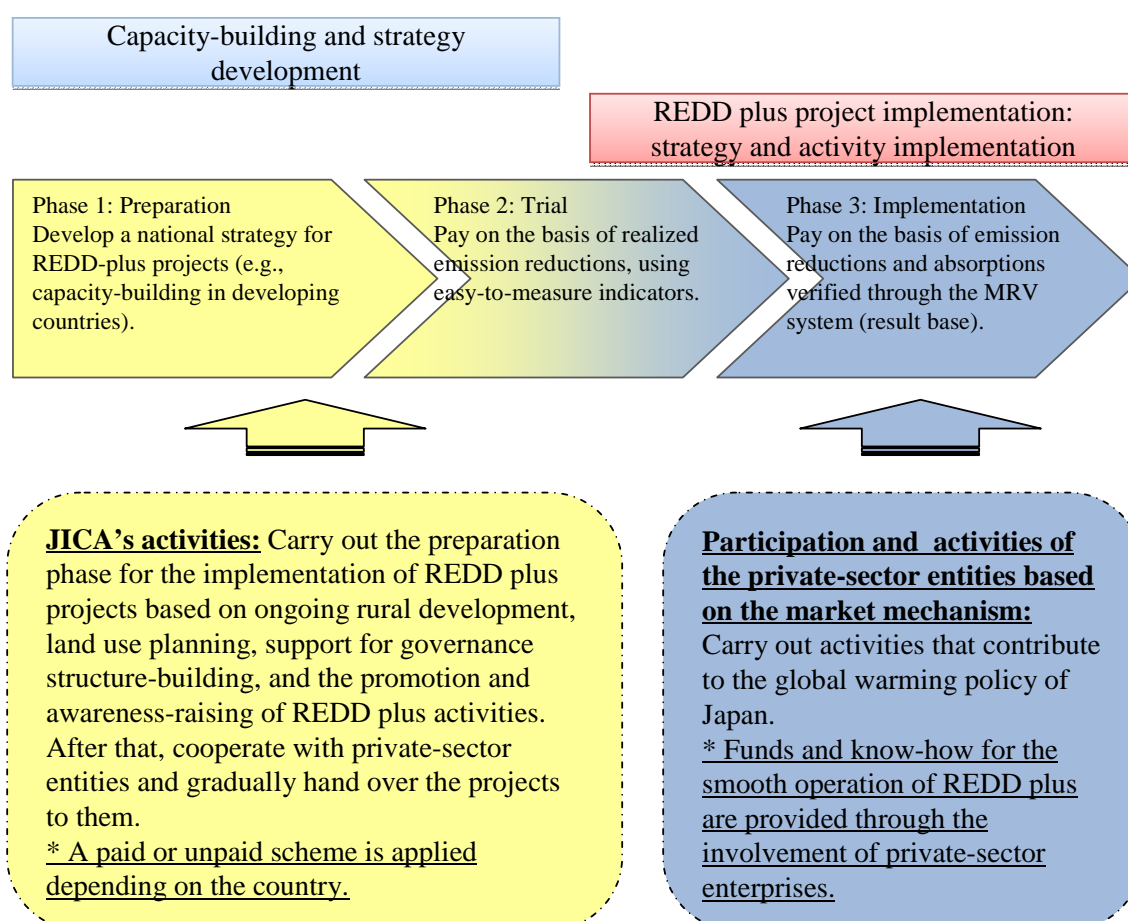 Capacity-building and strategy
development
REDD plus project implementation:
strategy and activity implementation
Phase 1: Preparation
Develop a national strategy for
REDD-plus projects (e.g.,
capacity-building in developing
countries).
Phase 2: Trial
Pay on the basis of realized
emission reductions, using
easy-to-measure indicators.
Phase 3: Implementation
Pay on the basis of emission
reductions and absorptions
verified through the MRV
system (result base).
JICA’s activities: Carry out the preparation
phase for the implementation of REDD plus
projects based on ongoing rural development,
land use planning, support for governance
structure-building, and the promotion and
awareness-raising of REDD plus activities.
After that, cooperate with private-sector
entities and gradually hand over the projects
to them.
* A paid or unpaid scheme is applied
depending on the country.
Participation and activities of
the private-sector entities based
on the market mechanism:
Carry out activities that contribute
to the global warming policy of
Japan.
* Funds and know-how for the
smooth operation of REDD plus
are provided through the
involvement of private-sector
enterprises.